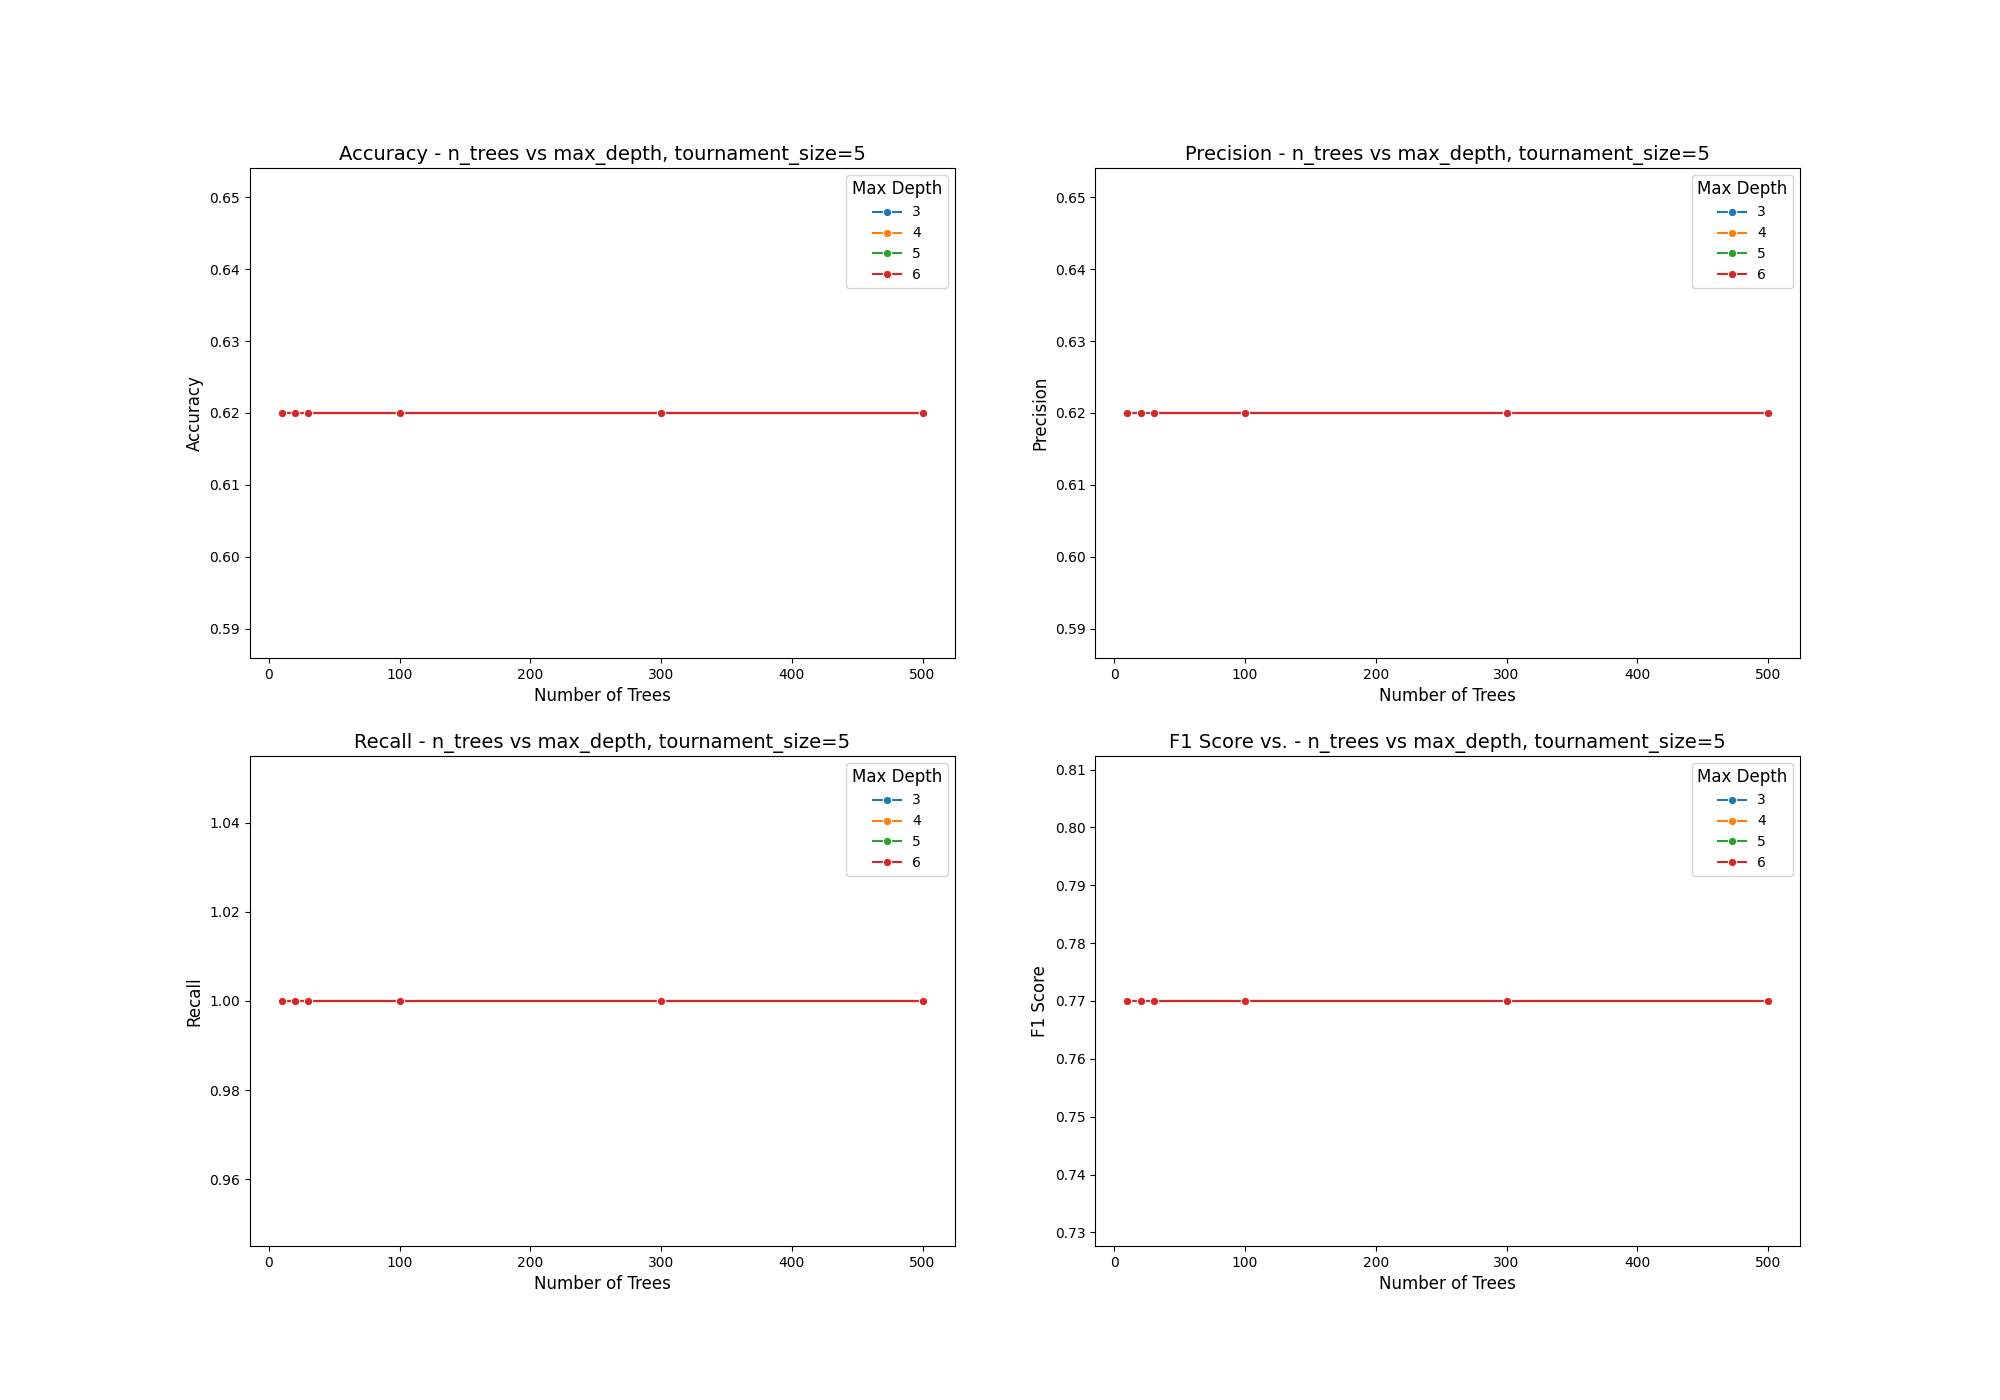 Accuracy - n_trees vs max_depth, tournament_size=5
Max Depth
3
4
5
6
0.65
0.64
0.63
0.62
0.61
0.60
0.59
Accuracy
0 100 200 300 400 500
Number of Trees
Precision - n_trees vs max_depth, tournament_size=5
Max Depth
3
4
5
6
0.65
0.64
0.63
0.62
0.61
0.60
0.59
Precision
0 100 200 300 400 500
Number of Trees
Recall - n_trees vs max_depth, tournament_size=5
Max Depth
3
4
5
6
1.04
1.02
1.00
0.98
0.96
Recall
0 100 200 300 400 500
Number of Trees
F1 Score vs. - n_trees vs max_depth, tournament_size=5
Max Depth
3
4
5
6
0.81
0.80
0.79
0.78
0.77
0.76
0.75
0.74
0.73
F1 Score
0 100 200 300 400 500
Number of Trees